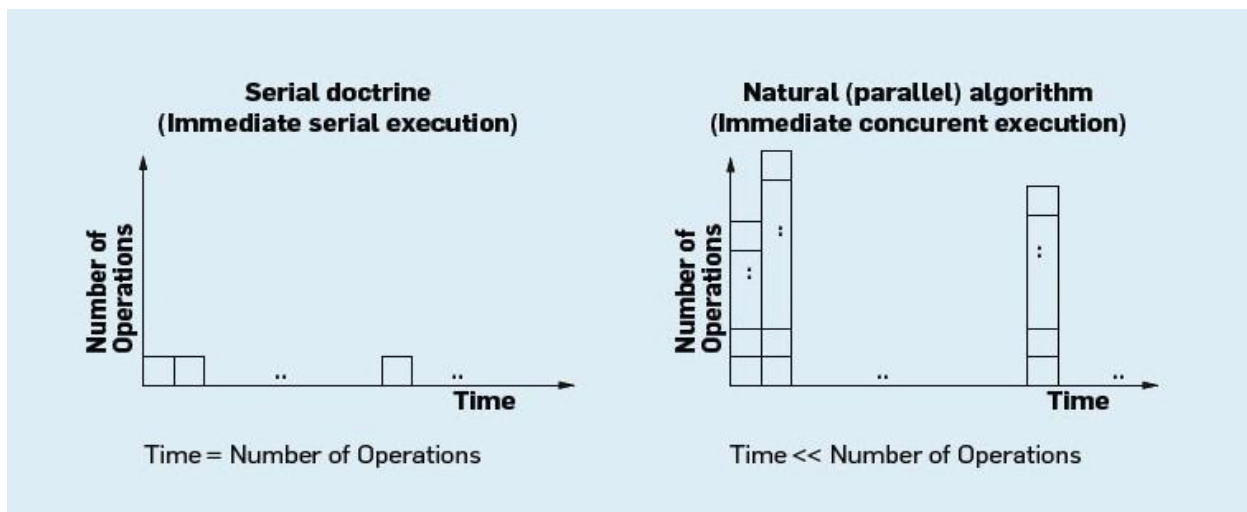 Serial doctrine
(Immediate serial execution)
Number of
Operations
..
..
Time
Time = Number of Operations
Natural (parallel) algorithm
(Immediate concurent execution)
Number of
Operations
:
:
:
..
..
Time
Time << Number of Operations